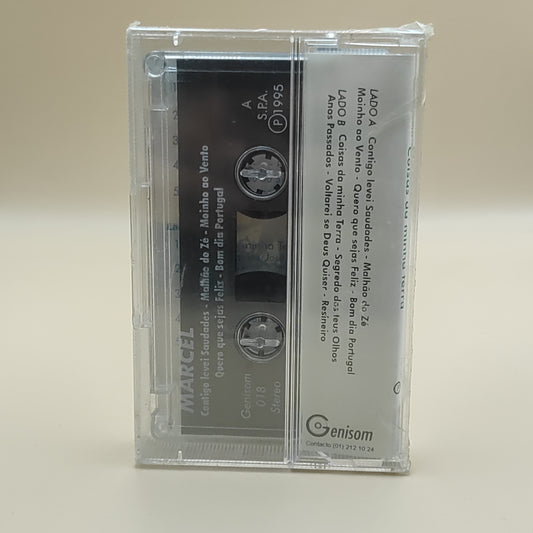 LADO A Contigo levei Saudades - Malhão do Zé
Moinho ao Vento - Quero que sejas Feliz - Bom dia Portugal
LADO B Coisas da minha Terra - Segredo dos teus Olhos
Anos Passados - Voltarei se Deus Quiser - Resineiro
Genisom
Contacto (01) 212 10 24
A
S.P.A.
P 1995
MARCEL
Contigo levei Saudades - Malhão do Zé - Moinho ao Vento
Quero que sejas Feliz - Bom dia Portugal
Genisom
018
Stereo
da minha Terra